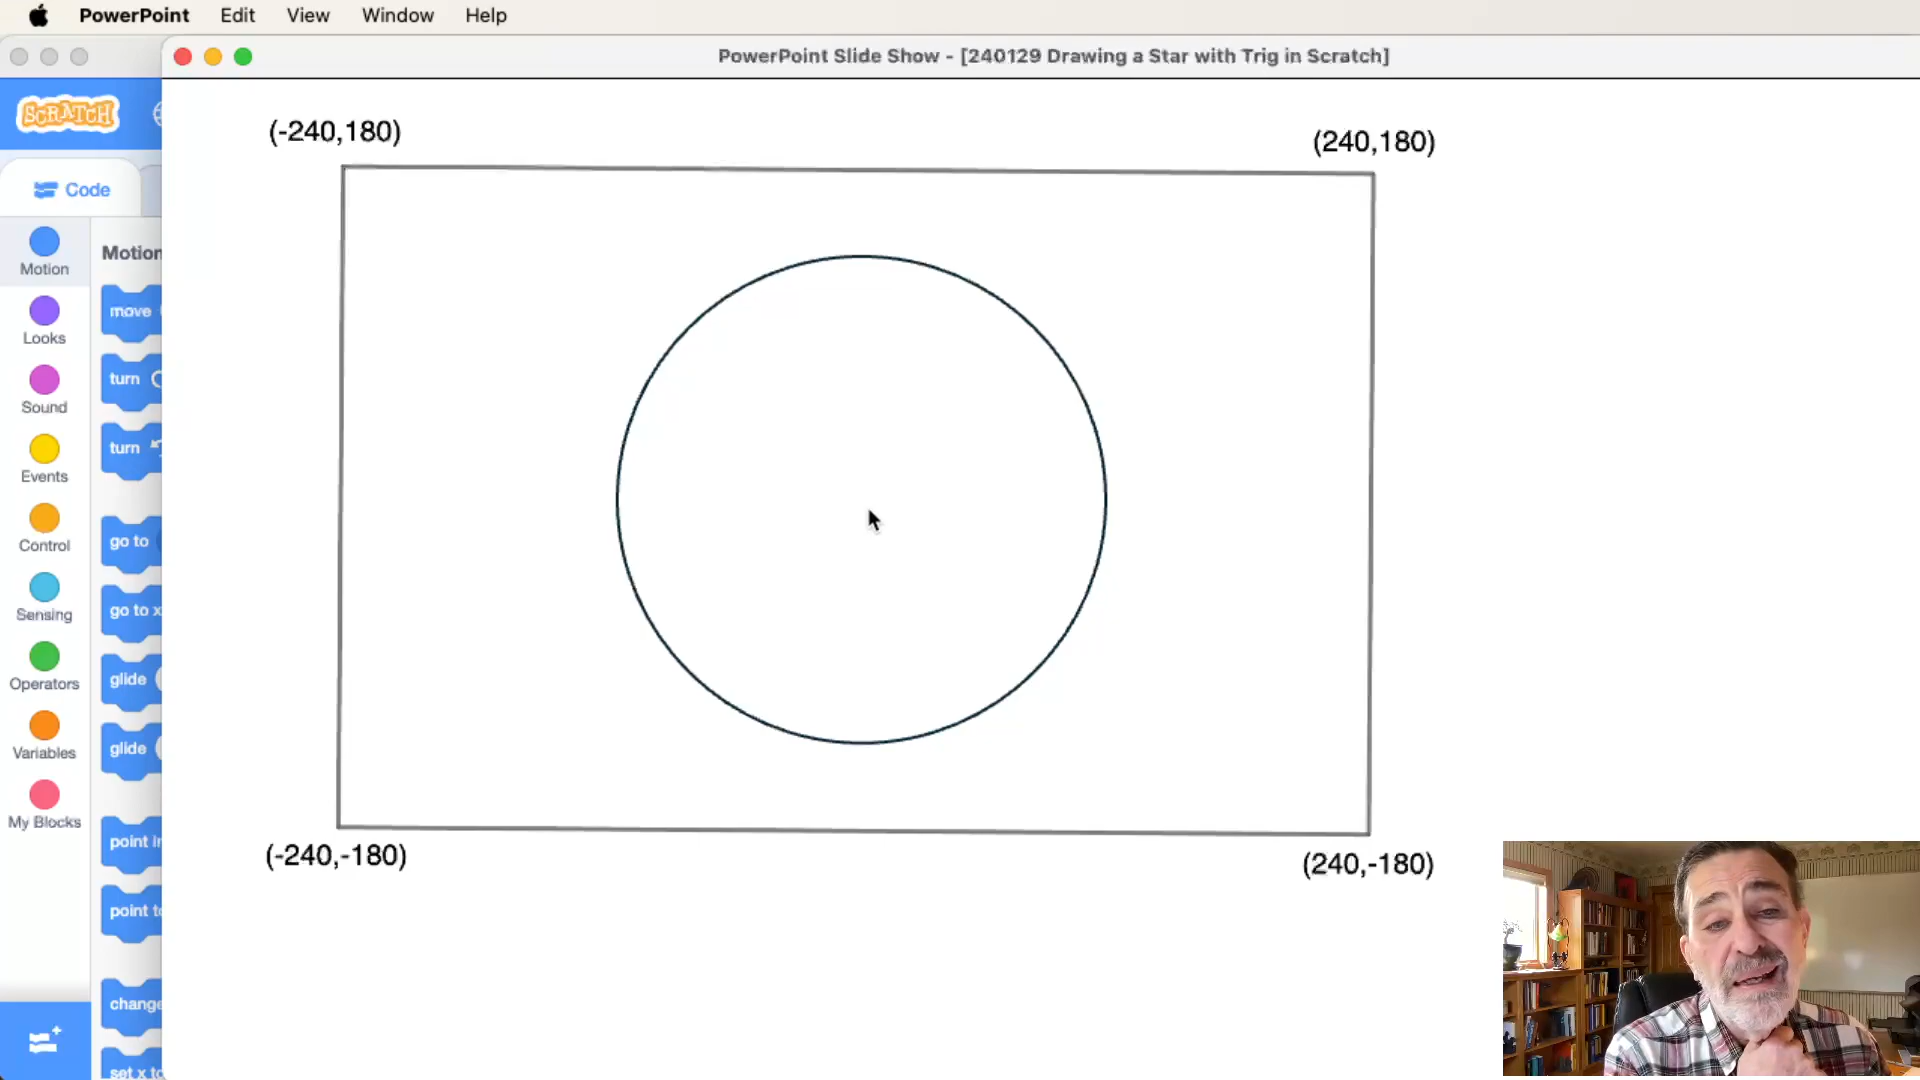 PowerPoint Edit View Window Help
PowerPoint Slide Show - [240129 Drawing a Star with Trig in Scratch]
SCRATCH
(-240,180)
(240,180)
Code
Motion
Motion
move
Looks
turn
Sound
turn
Events
go to
Control
go to x
Sensing
glide
Operators
glide
Variables
My Blocks
point
(-240,-180)
(240,-180)
point
change
set x to